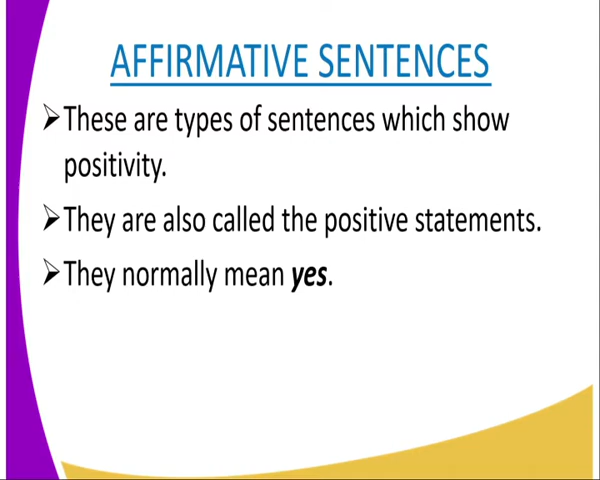 AFFIRMATIVE SENTENCES
➢These are types of sentences which show
positivity.
➢They are also called the positive statements.
➢They normally mean yes.